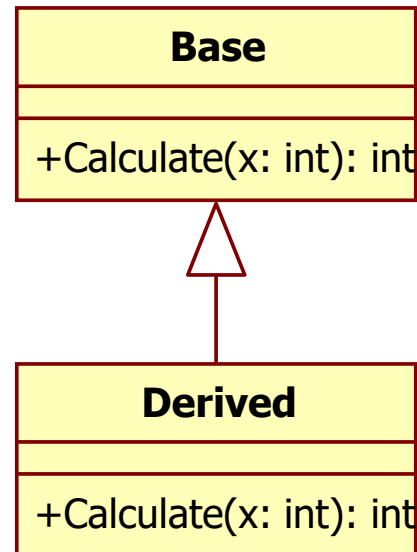 Base
+Calculate(x: int): int
Derived
+Calculate(x: int): int